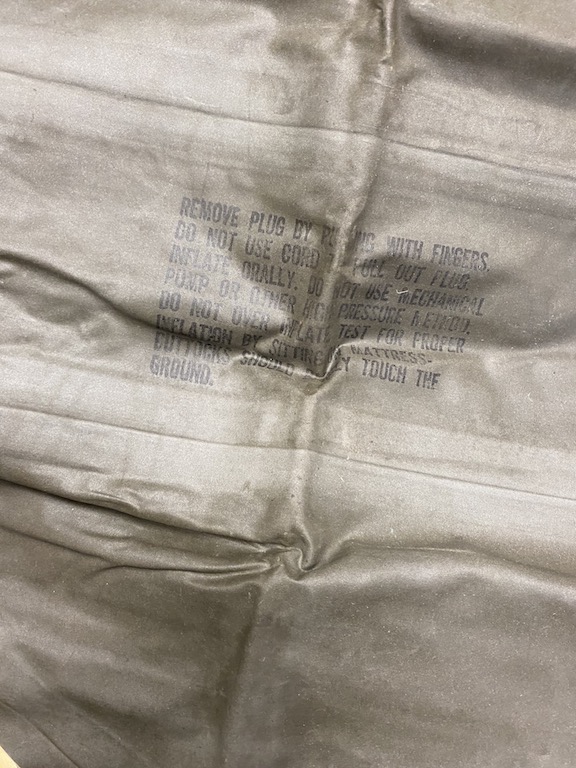 REMOVE PLUG BY PULLING WITH FINGERS.
DO NOT USE CORD TO PULL OUT PLUG.
INFLATE ORALLY. DO NOT USE MECHANICAL
PUMP OR OTHER HIGH PRESSURE METHOD.
DO NOT OVER INFLATE TEST FOR PROPER
INFLATION BY SITTING ON MATTRESS-
BUTTOCKS SHOULD TOUCH THE
GROUND.